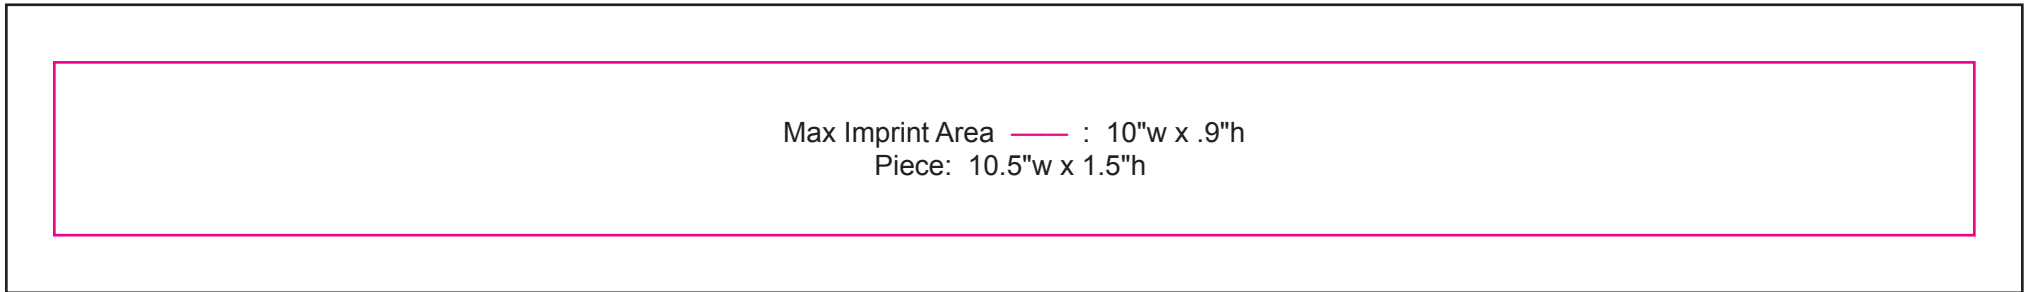 Max Imprint Area —— : 10"w x .9"h
Piece: 10.5"w x 1.5"h